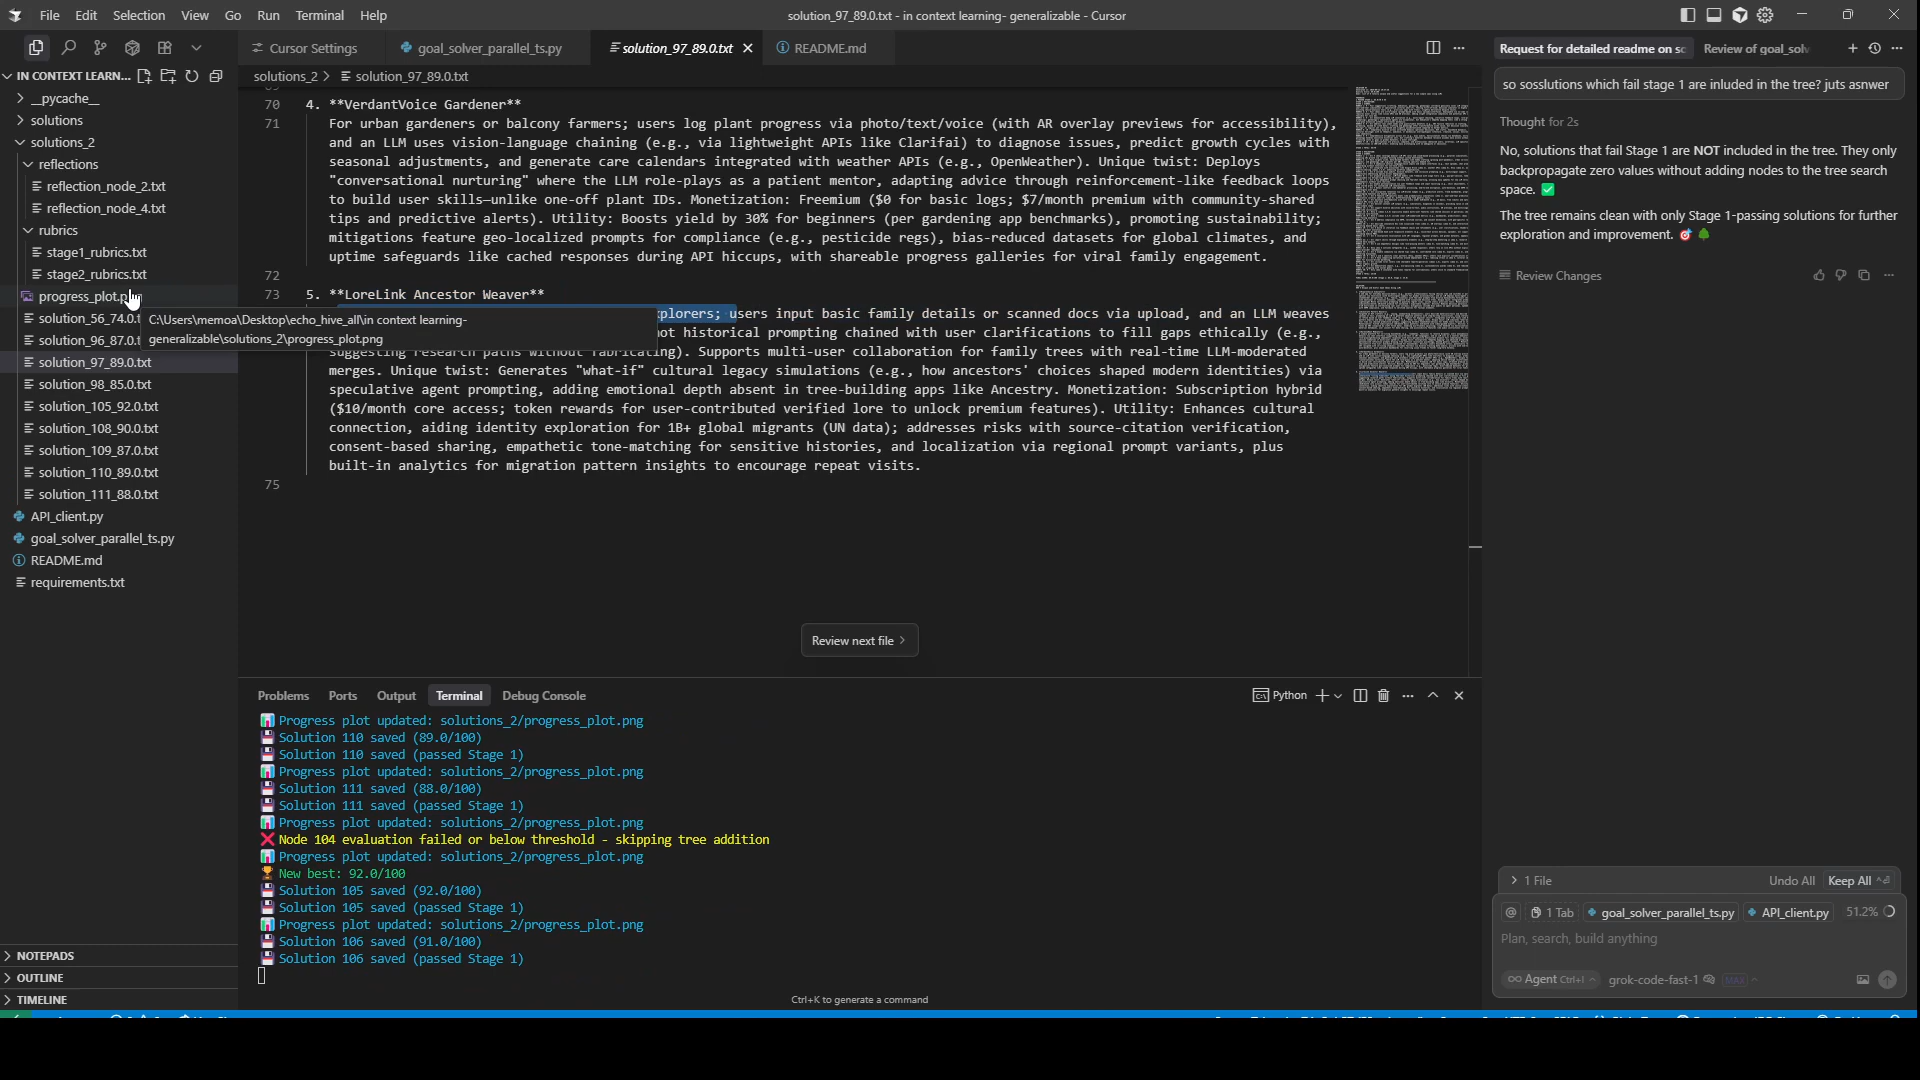 File Edit Selection View Go Run Terminal Help
solution_97_89.0.txt - in context learning- generalizable - Cursor
IN CONTEXT LEARN...
__pycache__
solutions
solutions_2
reflections
reflection_node_2.txt
reflection_node_4.txt
rubrics
stage1_rubrics.txt
stage2_rubrics.txt
progress_plot.p
solution_56_74.0.t
solution_96_87.0.t
solution_97_89.0.txt
solution_98_85.0.txt
solution_105_92.0.txt
solution_108_90.0.txt
solution_109_87.0.txt
solution_110_89.0.txt
solution_111_88.0.txt
API_client.py
goal_solver_parallel_ts.py
README.md
requirements.txt
NOTEPADS
OUTLINE
TIMELINE
Cursor Settings goal_solver_parallel_ts.py solution_97_89.0.txt README.md
solutions_2 > solution_97_89.0.txt
70 4. **VerdantVoice Gardener**
71 For urban gardeners or balcony farmers; users log plant progress via photo/text/voice (with AR overlay previews for accessibility),
and an LLM uses vision-language chaining (e.g., via lightweight APIs like Clarifai) to diagnose issues, predict growth cycles with
seasonal adjustments, and generate care calendars integrated with weather APIs (e.g., OpenWeather). Unique twist: Deploys
"conversational nurturing" where the LLM role-plays as a patient mentor, adapting advice through reinforcement-like feedback loops
to build user skills—unlike one-off plant IDs. Monetization: Freemium ($0 for basic logs; $7/month premium with community-shared
tips and predictive alerts). Utility: Boosts yield by 30% for beginners (per gardening app benchmarks), promoting sustainability;
mitigations feature geo-localized prompts for compliance (e.g., pesticide regs), bias-reduced datasets for global climates, and
uptime safeguards like cached responses during API hiccups, with shareable progress galleries for viral family engagement.
72
73 5. **LoreLink Ancestor Weaver**
plorers; users input basic family details or scanned docs via upload, and an LLM weaves
ot historical prompting chained with user clarifications to fill gaps ethically (e.g.,
suggesting research paths without fabricating). Supports multi-user collaboration for family trees with real-time LLM-moderated
merges. Unique twist: Generates "what-if" cultural legacy simulations (e.g., how ancestors' choices shaped modern identities) via
speculative agent prompting, adding emotional depth absent in tree-building apps like Ancestry. Monetization: Subscription hybrid
($10/month core access; token rewards for user-contributed verified lore to unlock premium features). Utility: Enhances cultural
connection, aiding identity exploration for 1B+ global migrants (UN data); addresses risks with source-citation verification,
consent-based sharing, empathetic tone-matching for sensitive histories, and localization via regional prompt variants, plus
built-in analytics for migration pattern insights to encourage repeat visits.
75
C:\Users\memoa\Desktop\echo_hive_all\in context learning-
generalizable\solutions_2\progress_plot.png
Review next file >
Problems Ports Output Terminal Debug Console
Python
Progress plot updated: solutions_2/progress_plot.png
Solution 110 saved (89.0/100)
Solution 110 saved (passed Stage 1)
Progress plot updated: solutions_2/progress_plot.png
Solution 111 saved (88.0/100)
Solution 111 saved (passed Stage 1)
Progress plot updated: solutions_2/progress_plot.png
❌ Node 104 evaluation failed or below threshold - skipping tree addition
Progress plot updated: solutions_2/progress_plot.png
🏆 New best: 92.0/100
Solution 105 saved (92.0/100)
Solution 105 saved (passed Stage 1)
Progress plot updated: solutions_2/progress_plot.png
Solution 106 saved (91.0/100)
Solution 106 saved (passed Stage 1)
Ctrl+K to generate a command
Request for detailed readme on sc Review of goal_solv
so sosslutions which fail stage 1 are inluded in the tree? juts asnwer
Thought for 2s
No, solutions that fail Stage 1 are NOT included in the tree. They only
backpropagate zero values without adding nodes to the tree search
space. ✅
The tree remains clean with only Stage 1-passing solutions for further
exploration and improvement. 🎯 🌳
Review Changes
> 1 File Undo All Keep All
@ 1 Tab goal_solver_parallel_ts.py API_client.py 51.2%
Plan, search, build anything
Agent Ctrl+I grok-code-fast-1 MAX